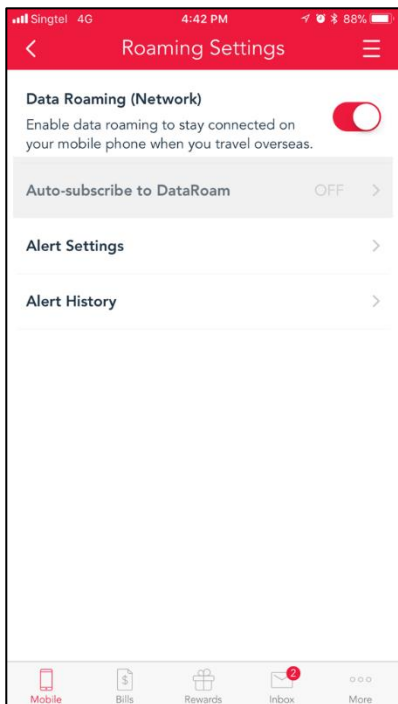 Singtel 4G 4:42 PM 88%
Roaming Settings
Data Roaming (Network)
Enable data roaming to stay connected on
your mobile phone when you travel overseas.
Auto-subscribe to DataRoam OFF
Alert Settings
Alert History
2
Mobile Bills Rewards Inbox More